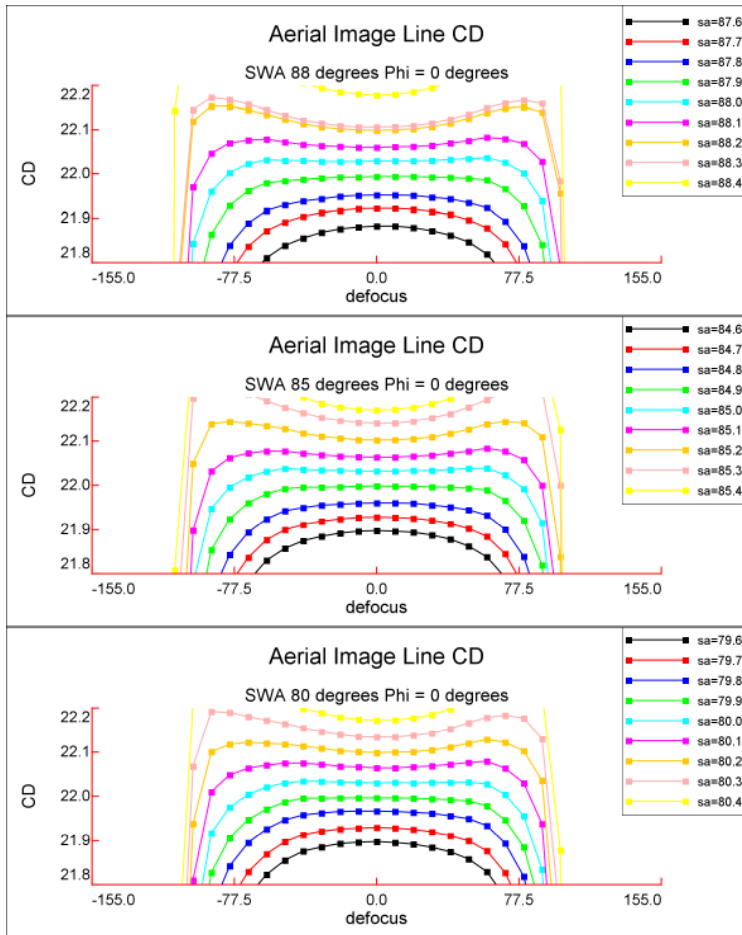 Aerial Image Line CD
SWA 88 degrees Phi = 0 degrees
CD
22.2
22.1
22.0
21.9
21.8
-155.0
-77.5
0.0
77.5
155.0
defocus
sa=87.6
sa=87.7
sa=87.8
sa=87.9
sa=88.0
sa=88.1
sa=88.2
sa=88.3
sa=88.4
Aerial Image Line CD
SWA 85 degrees Phi = 0 degrees
CD
22.2
22.1
22.0
21.9
21.8
-155.0
-77.5
0.0
77.5
155.0
defocus
sa=84.6
sa=84.7
sa=84.8
sa=84.9
sa=85.0
sa=85.1
sa=85.2
sa=85.3
sa=85.4
Aerial Image Line CD
SWA 80 degrees Phi = 0 degrees
CD
22.2
22.1
22.0
21.9
21.8
-155.0
-77.5
0.0
77.5
155.0
defocus
sa=79.6
sa=79.7
sa=79.8
sa=79.9
sa=80.0
sa=80.1
sa=80.2
sa=80.3
sa=80.4